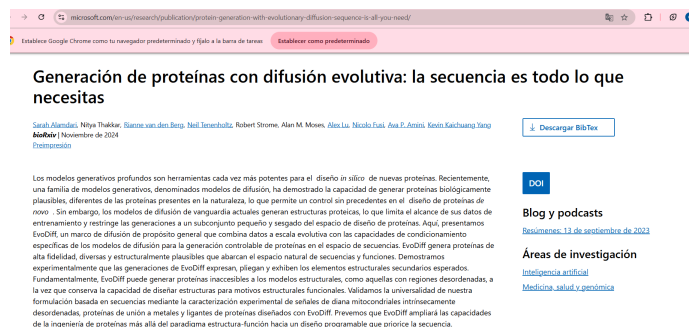 microsoft.com/en-us/research/publication/protein-generation-with-evolutionary-diffusion-sequence-is-all-you-need/
Establece Google Chrome como tu navegador predeterminado y fíjalo a la barra de tareas
Establecer como predeterminado
Generación de proteínas con difusión evolutiva: la secuencia es todo lo que
necesitas
Sarah Alamdari, Nitya Thakkar, Rianne van den Berg, Neil Tenenholtz, Robert Strome, Alan M. Moses, Alex Lu, Nicolo Fusi, Ava P. Amini, Kevin Kaichuang Yang
bioRxiv | Noviembre de 2024
Preimpresión
Descargar BibTex
Los modelos generativos profundos son herramientas cada vez más potentes para el diseño in silico de nuevas proteínas. Recientemente,
una familia de modelos generativos, denominados modelos de difusión, ha demostrado la capacidad de generar proteínas biológicamente
plausibles, diferentes de las proteínas presentes en la naturaleza, lo que permite un control sin precedentes en el diseño de proteínas de
novo . Sin embargo, los modelos de difusión de vanguardia actuales generan estructuras proteicas, lo que limita el alcance de sus datos de
entrenamiento y restringe las generaciones a un subconjunto pequeño y sesgado del espacio de diseño de proteínas. Aquí, presentamos
EvoDiff, un marco de difusión de propósito general que combina datos a escala evolutiva con las capacidades de condicionamiento
específicas de los modelos de difusión para la generación controlable de proteínas en el espacio de secuencias. EvoDiff genera proteínas de
alta fidelidad, diversas y estructuralmente plausibles que abarcan el espacio natural de secuencias y funciones. Demostramos
experimentalmente que las generaciones de EvoDiff expresan, pliegan y exhiben los elementos estructurales secundarios esperados.
Fundamentalmente, EvoDiff puede generar proteínas inaccesibles a los modelos estructurales, como aquellas con regiones desordenadas, a
la vez que conserva la capacidad de diseñar estructuras para motivos estructurales funcionales. Validamos la universalidad de nuestra
formulación basada en secuencias mediante la caracterización experimental de señales de diana mitocondriales intrínsecamente
desordenadas, proteínas de unión a metales y ligantes de proteínas diseñados con EvoDiff. Prevemos que EvoDiff ampliará las capacidades
de la ingeniería de proteínas más allá del paradigma estructura-función hacia un diseño programable que priorice la secuencia.
DOI
Blog y podcasts
Resúmenes: 13 de septiembre de 2023
Áreas de investigación
Inteligencia artificial
Medicina, salud y genómica